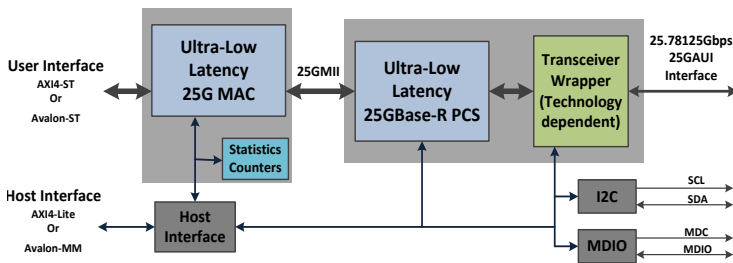 User Interface
AXI4-ST
Or
Avalon-ST
Ultra-Low
Latency
25G MAC
25GMII
Ultra-Low
Latency
25GBase-R PCS
Transceiver
Wrapper
(Technology
dependent)
25.78125Gbps
25GAUI
Interface
Statistics
Counters
Host Interface
AXI4-Lite
Or
Avalon-MM
Host
Interface
I2C
SCL
SDA
MDIO
MDC
MDIO